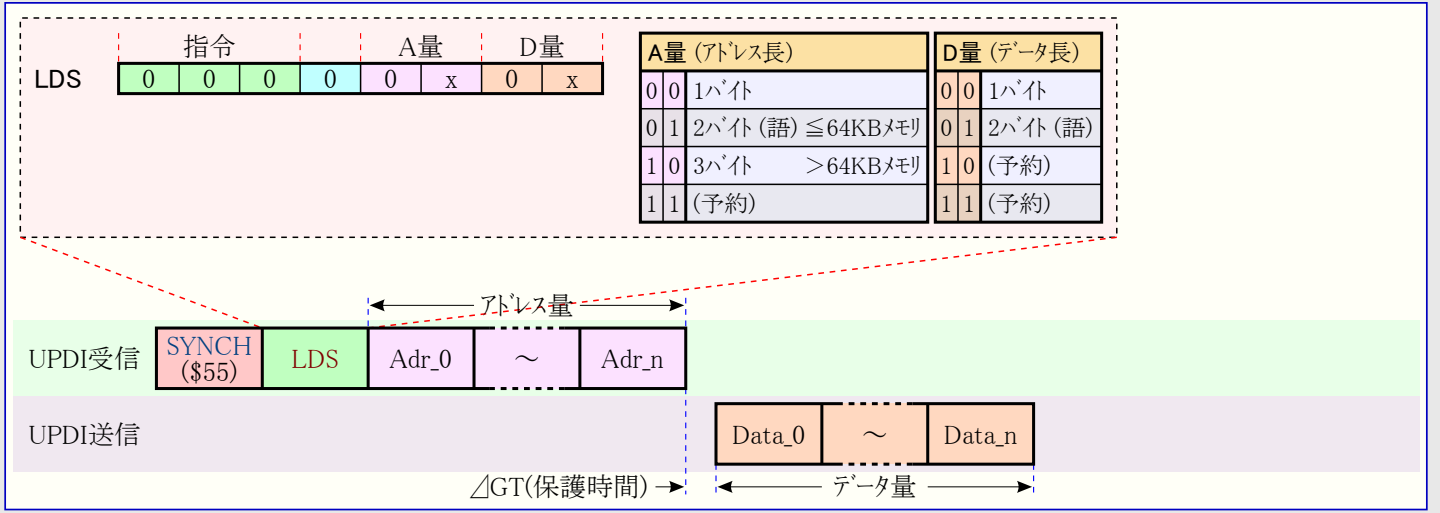 指令 A量 D量
LDS 0 0 0 0 0 x 0 x
A量 (アドレス長)
0 0 1バイト
0 1 2バイト (語) ≦64KBメモリ
1 0 3バイト >64KBメモリ
1 1 (予約)
D量 (データ長)
0 0 1バイト
0 1 2バイト (語)
1 0 (予約)
1 1 (予約)
アドレス量
UPDI受信 SYNCH ($55) LDS Adr_0 ～ Adr_n
UPDI送信 Data_0 ～ Data_n
⊿GT(保護時間) データ量